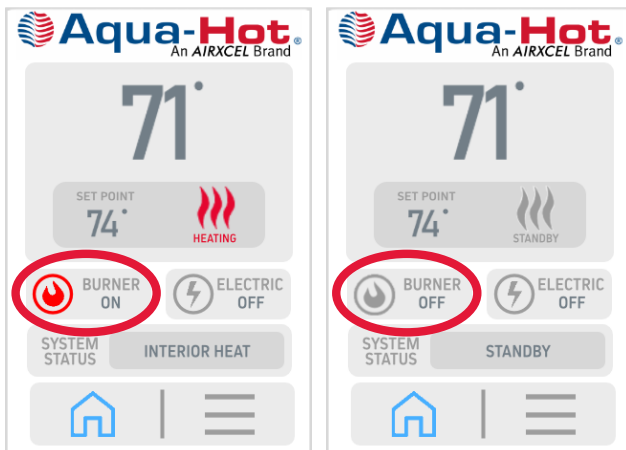 Aqua-Hot®
An AIRXCEL Brand
71°
SET POINT
74°
HEATING
BURNER
ON
ELECTRIC
OFF
SYSTEM
STATUS
INTERIOR HEAT
Aqua-Hot®
An AIRXCEL Brand
71°
SET POINT
74°
STANDBY
BURNER
OFF
ELECTRIC
OFF
SYSTEM
STATUS
STANDBY